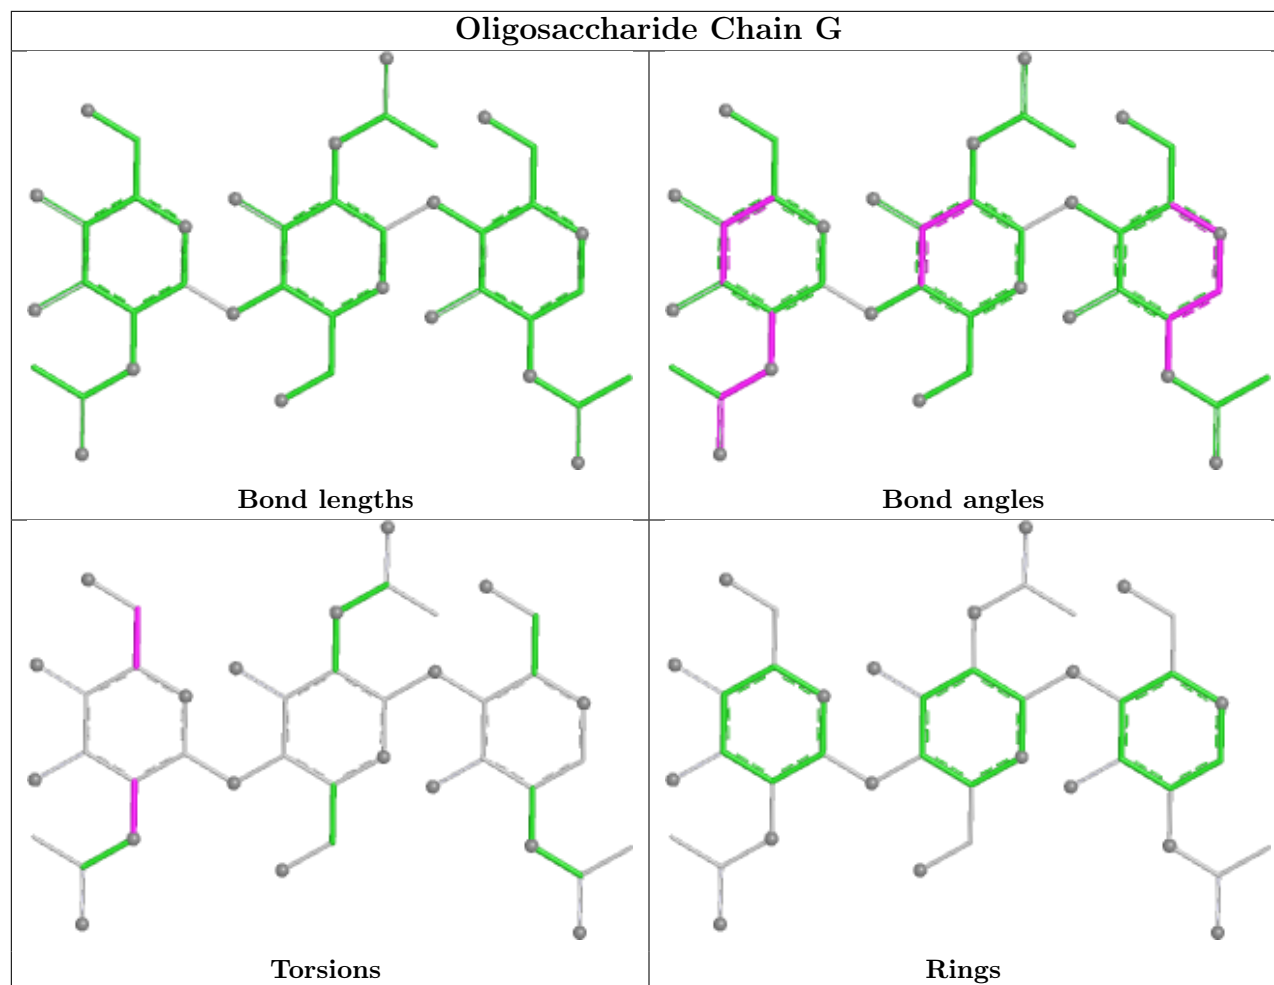 Oligosaccharide Chain G
Bond lengths
Bond angles
Torsions
Rings